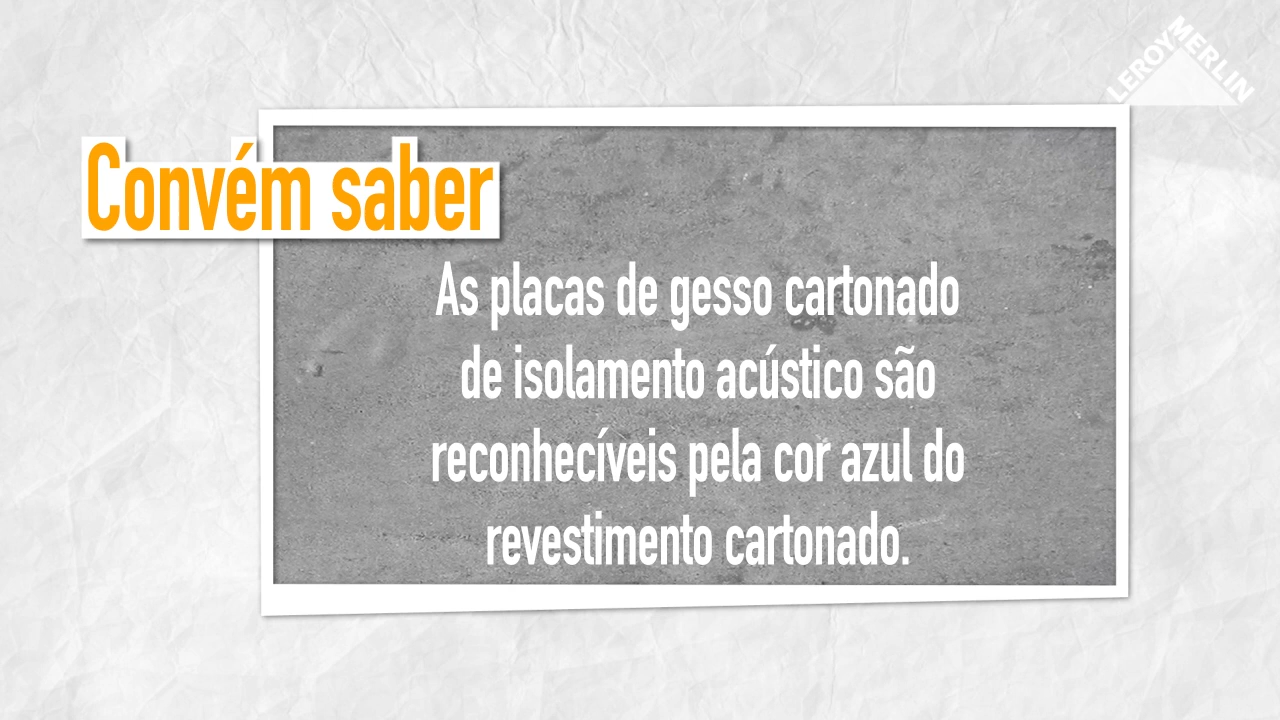 LEROY MERLIN
Convém saber
As placas de gesso cartonado
de isolamento acústico são
reconhecíveis pela cor azul do
revestimento cartonado.